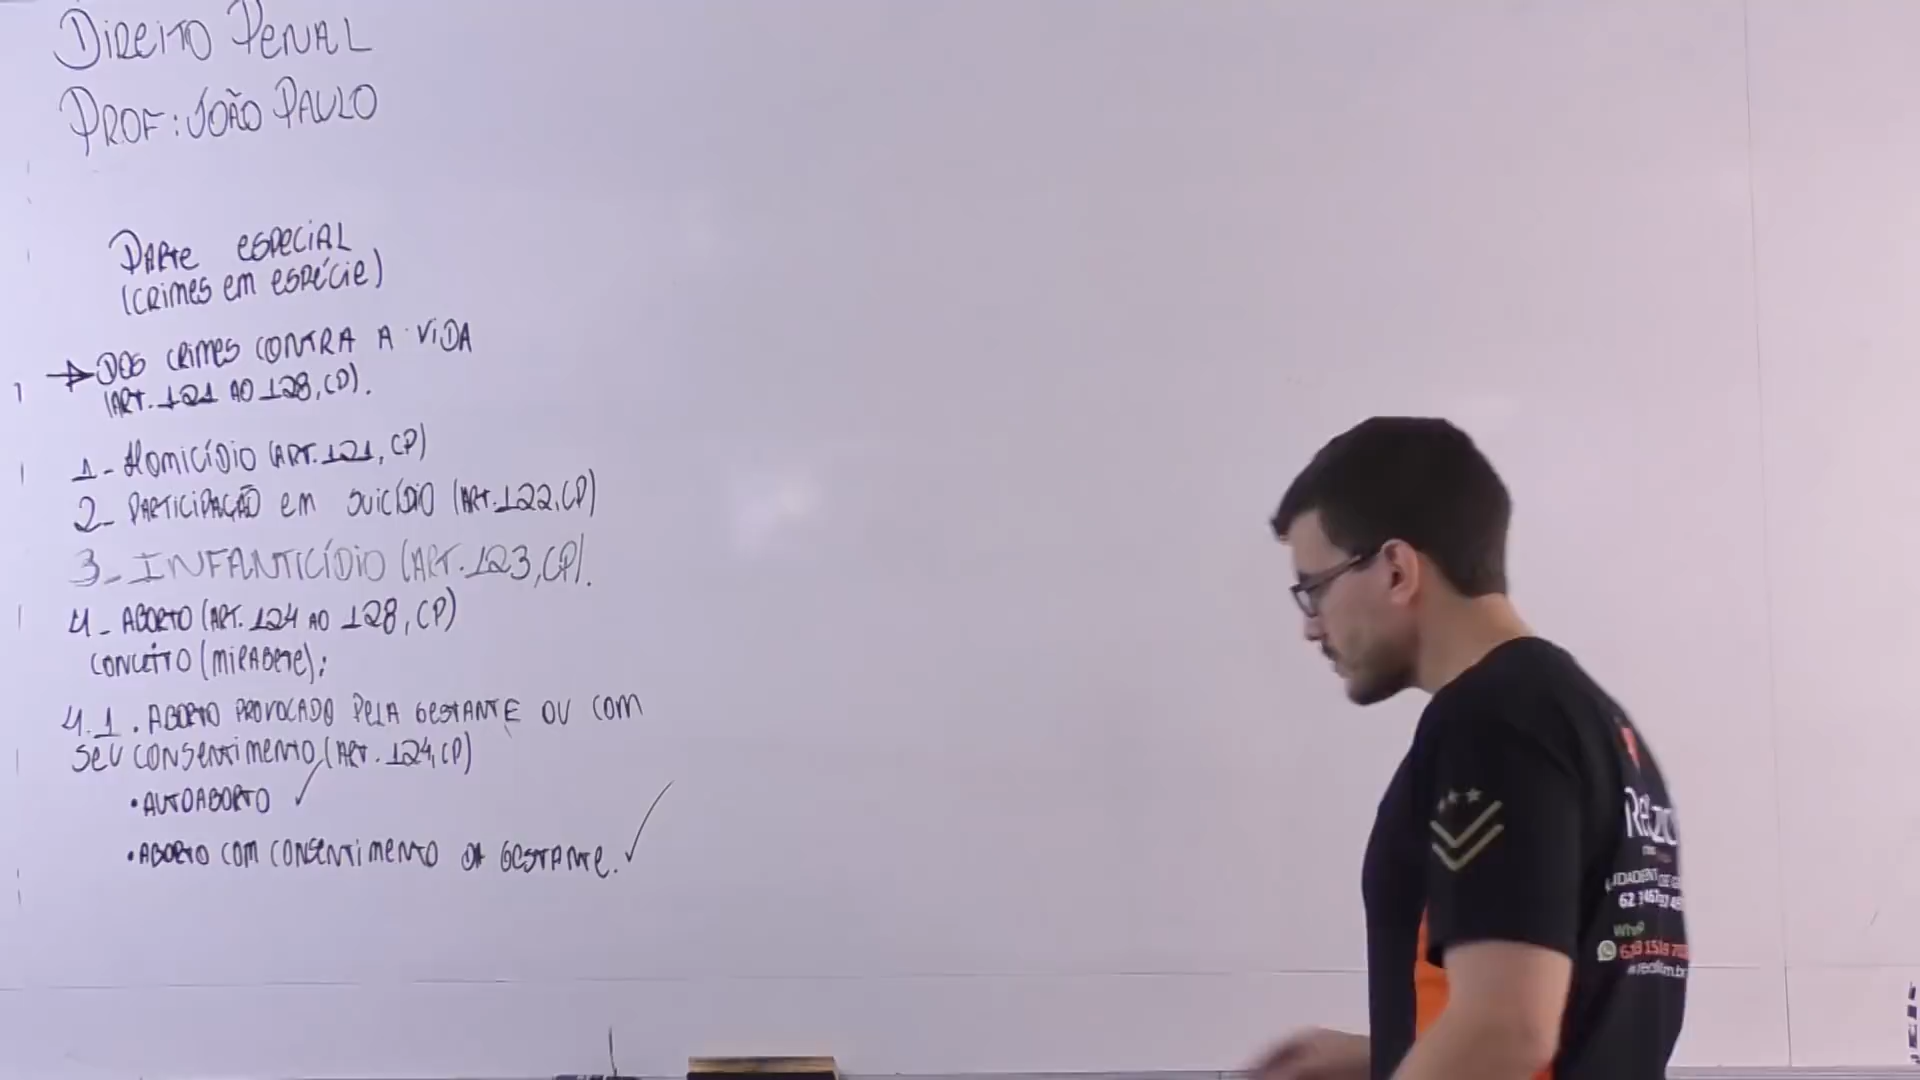 DIREITO PENAL
PROF: JOÃO PAULO
PARTE ESPECIAL
(CRIMES EM ESPÉCIE)
DOS CRIMES CONTRA A VIDA
(ART. 121 AO 128, CP).
1- HOMICÍDIO (ART. 121, CP)
2- PARTICIPAÇÃO EM SUICÍDIO (ART. 122, CP)
3- INFANTICÍDIO (ART. 123, CP).
4- ABORTO (ART. 124 AO 128, CP)
CONCEITO (MIRABETE):
4.1. ABORTO PROVOCADO PELA GESTANTE OU COM
SEU CONSENTIMENTO (ART. 124, CP)
• AUTOABORTO ✓
• ABORTO COM CONSENTIMENTO DA GESTANTE. ✓